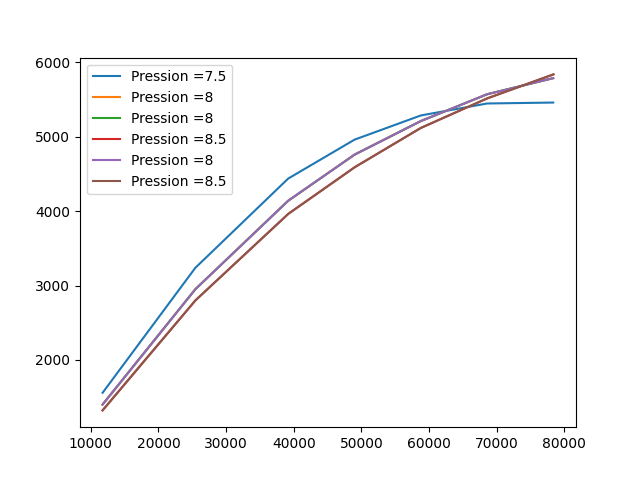 6000
5000
4000
3000
2000
Pression =7.5
Pression =8
Pression =8
Pression =8.5
Pression =8
Pression =8.5
10000 20000 30000 40000 50000 60000 70000 80000